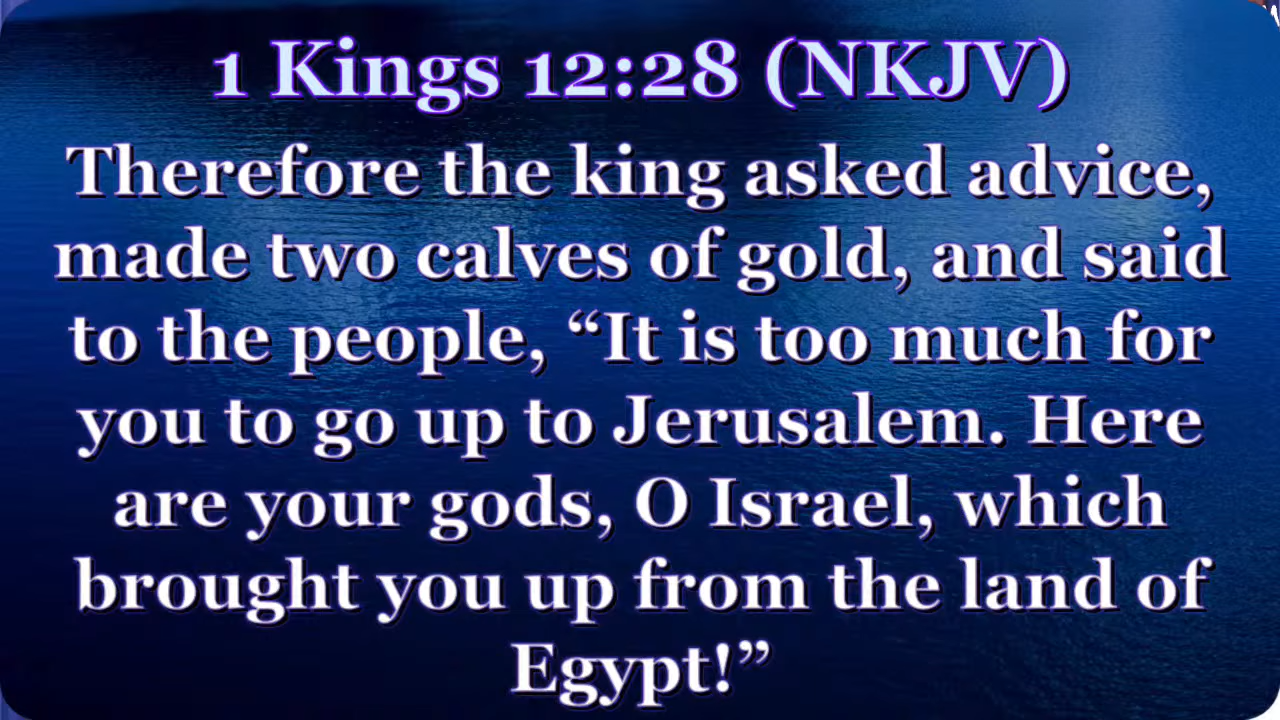 1 Kings 12:28 (NKJV)
Therefore the king asked advice,
made two calves of gold, and said
to the people, “It is too much for
you to go up to Jerusalem. Here
are your gods, O Israel, which
brought you up from the land of
Egypt!”